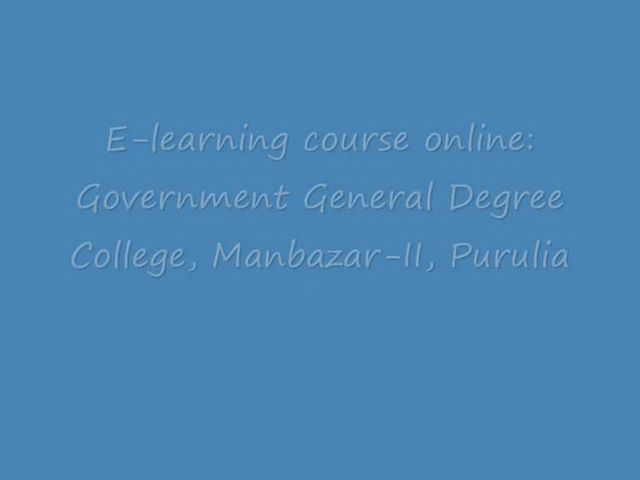 E-learning course online:
Government General Degree
College, Manbazar-II, Purulia